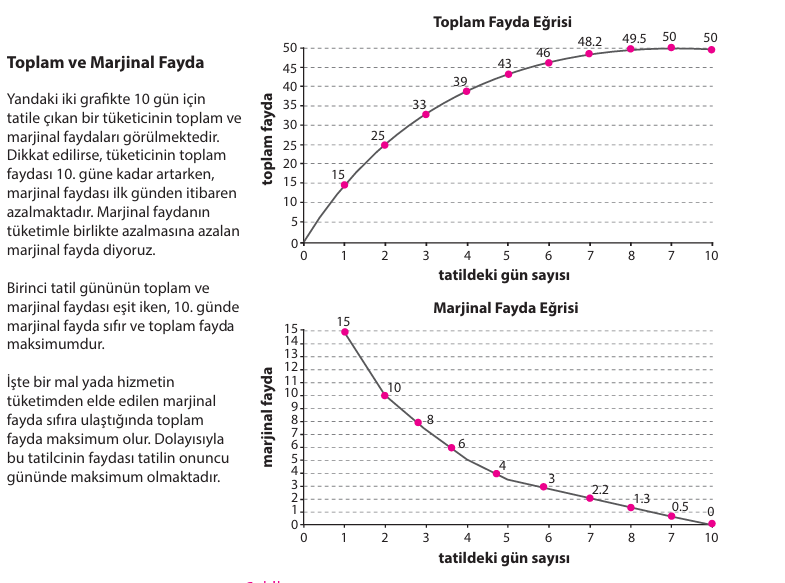 Toplam ve Marjinal Fayda
Yandaki iki grafikte 10 gün için
tatile çıkan bir tüketicinin toplam ve
marjinal faydaları görülmektedir.
Dikkat edilirse, tüketicinin toplam
faydası 10. güne kadar artarken,
marjinal faydası ilk günden itibaren
azalmaktadır. Marjinal faydanın
tüketimle birlikte azalmasına azalan
marjinal fayda diyoruz.
Birinci tatil gününün toplam ve
marjinal faydası eşit iken, 10. günde
marjinal fayda sıfır ve toplam fayda
maksimumdur.
İşte bir mal yada hizmetin
tüketimden elde edilen marjinal
fayda sıfıra ulaştığında toplam
fayda maksimum olur. Dolayısıyla
bu tatilcinin faydası tatilin onuncu
gününde maksimum olmaktadır.
Toplam Fayda Eğrisi
toplam fayda
50
45
40
35
30
25
20
15
10
5
0
15
25
33
39
43
46
48.2
49.5
50
50
0 1 2 3 4 5 6 7 8 7 10
tatildeki gün sayısı
Marjinal Fayda Eğrisi
marjinal fayda
15
14
13
12
11
10
9
8
7
6
5
4
3
2
1
0
15
10
8
6
4
3
2.2
1.3
0.5
0
0 1 2 3 4 5 6 7 8 7 10
tatildeki gün sayısı